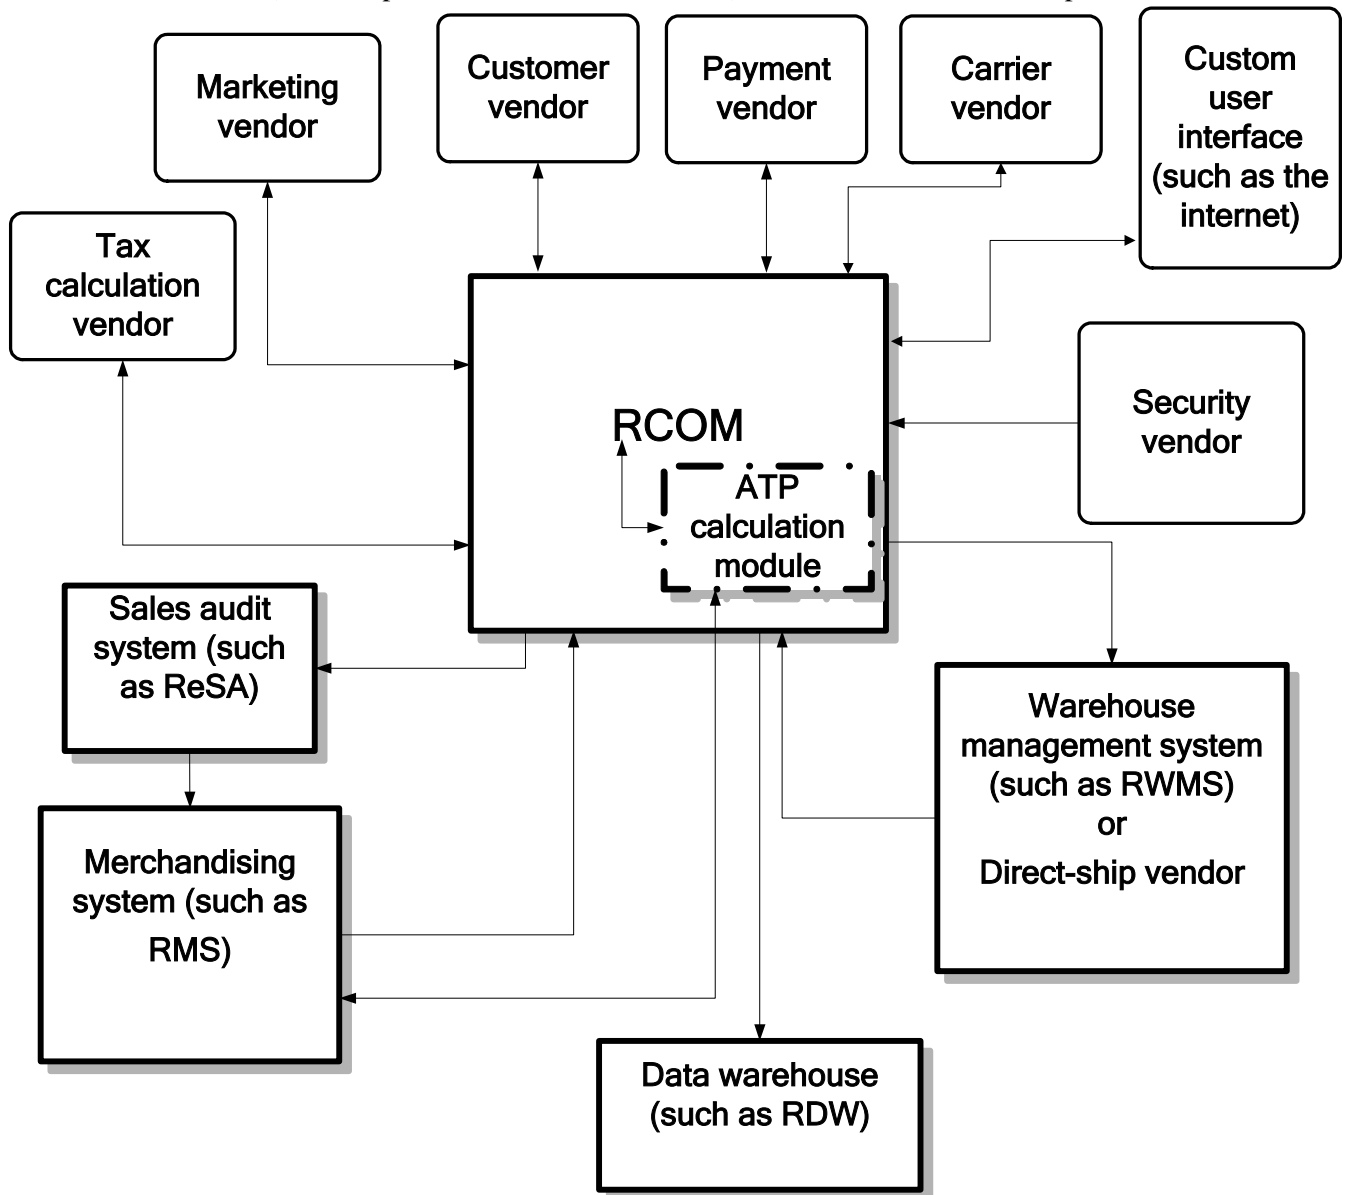 Marketing
vendor
Customer
vendor
Payment
vendor
Carrier
vendor
Custom
user
interface
(such as the
internet)
Tax
calculation
vendor
Security
vendor
RCOM
ATP
calculation
module
Sales audit
system (such
as ReSA)
Merchandising
system (such as
RMS)
Warehouse
management system
(such as RWMS)
or
Direct-ship vendor
Data warehouse
(such as RDW)